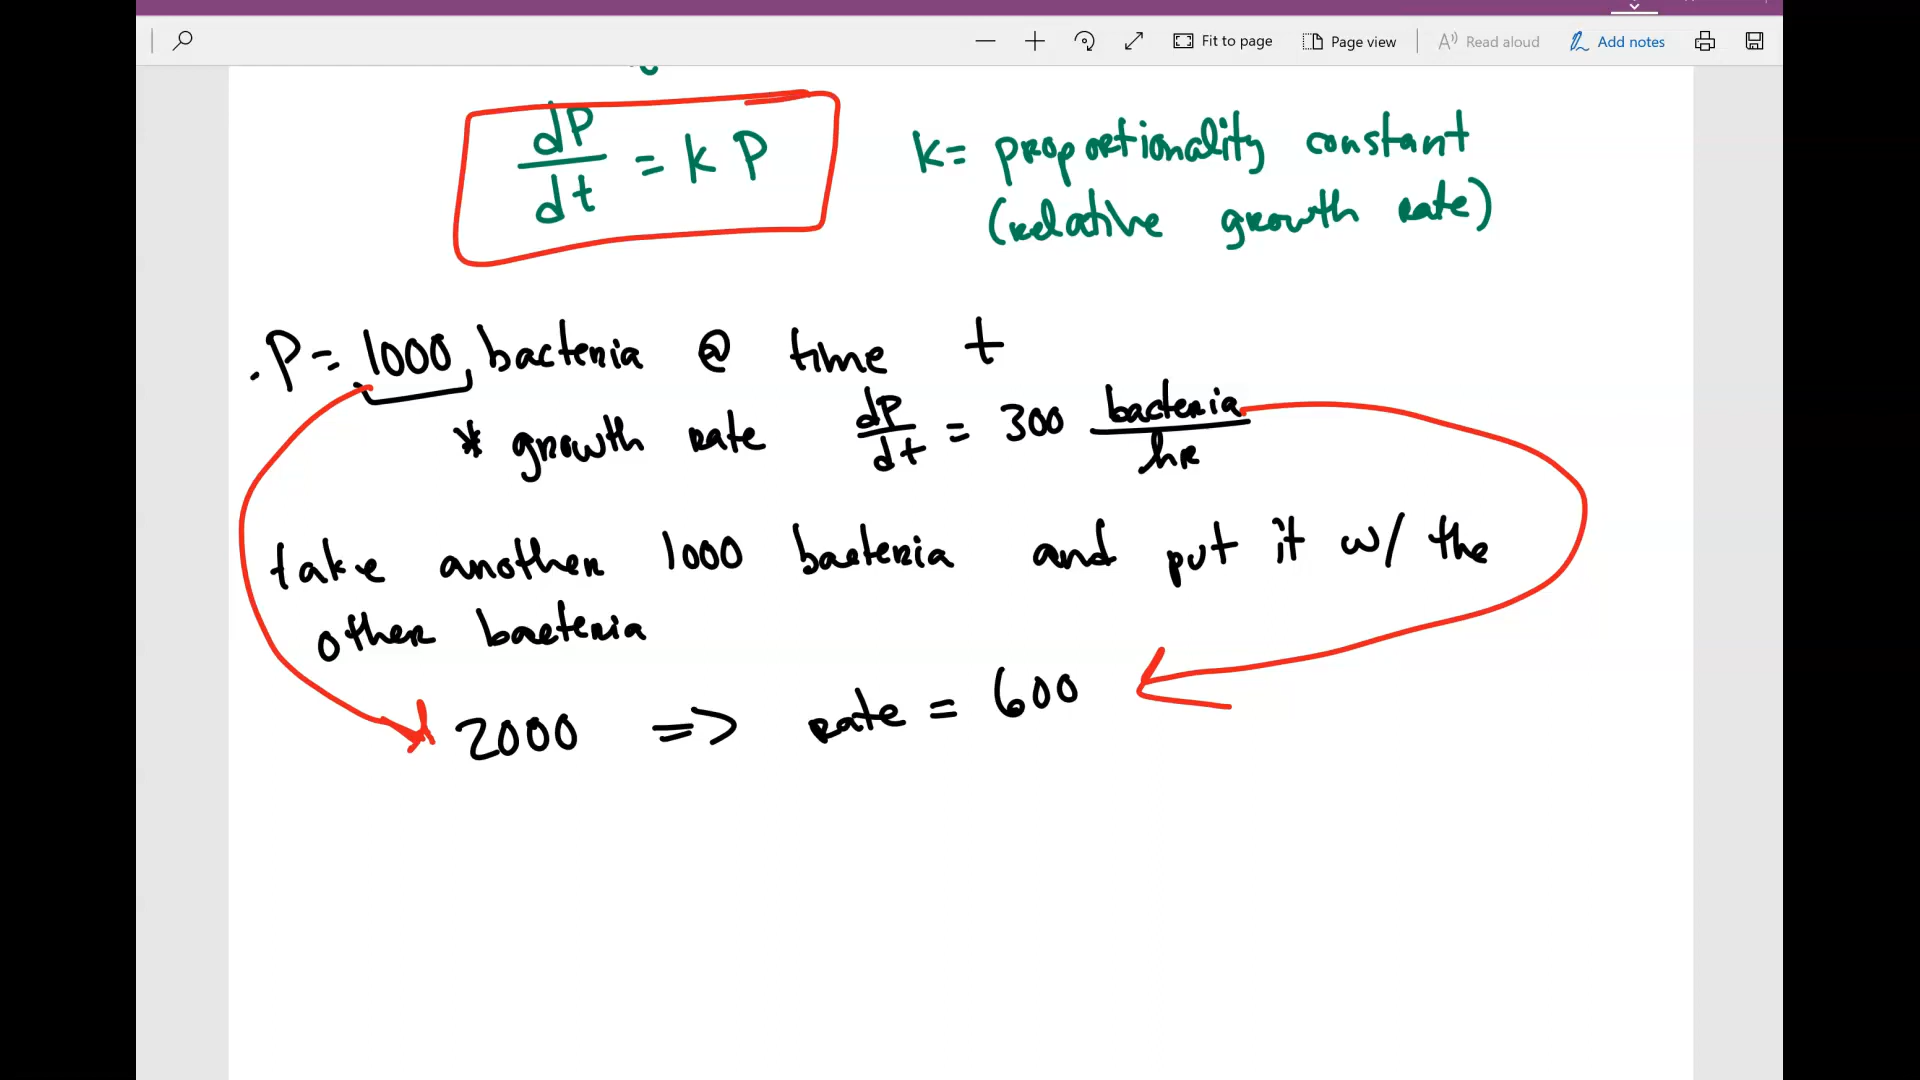 Fit to page Page view Read aloud Add notes
dP/dt = k P
k = proportionality constant
(relative growth rate)
. P = 1000 bacteria @ time t
* growth rate dP/dt = 300 bacteria/hr
take another 1000 bacteria and put it w/ the
other bacteria
2000 => rate = 600